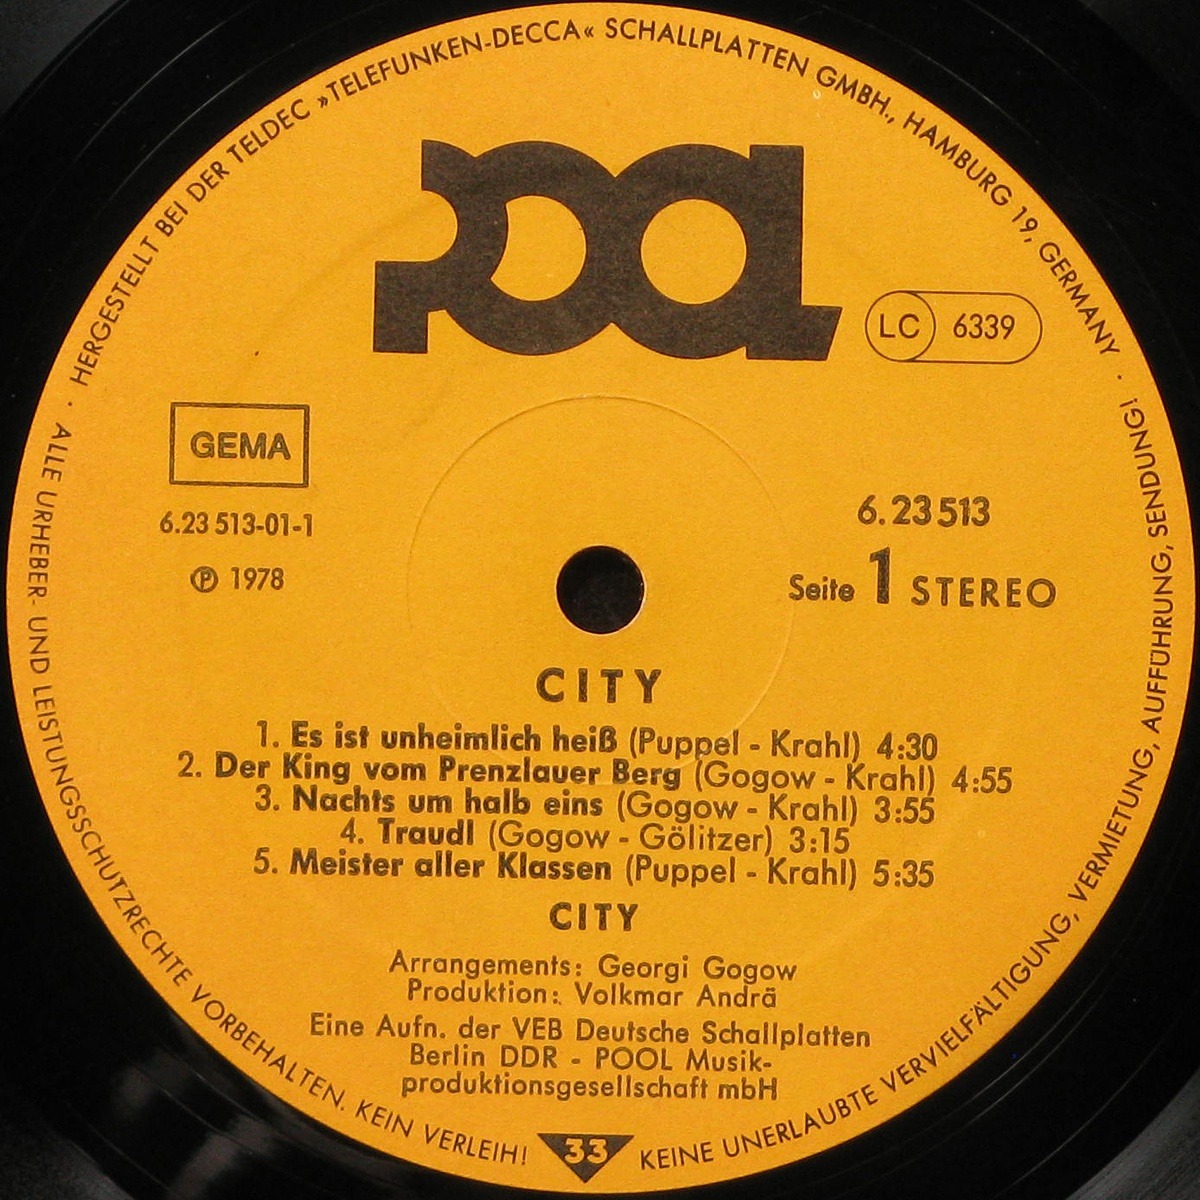 HERGESTELLT BEI DER TELDEC »TELEFUNKEN-DECCA« SCHALLPLATTEN GMBH., HAMBURG 19, GERMANY ·
POOL
LC 6339
GEMA
6.23 513-01-1
℗ 1978
6.23 513
Seite 1 STEREO
CITY
1. Es ist unheimlich heiß (Puppel - Krahl) 4:30
2. Der King vom Prenzlauer Berg (Gogow - Krahl) 4:55
3. Nachts um halb eins (Gogow - Krahl) 3:55
4. Traudl (Gogow - Gölitzer) 3:15
5. Meister aller Klassen (Puppel - Krahl) 5:35
CITY
Arrangements: Georgi Gogow
Produktion: Volkmar Andrä
Eine Aufn. der VEB Deutsche Schallplatten
Berlin DDR - POOL Musik-
produktionsgesellschaft mbH
· ALLE URHEBER- UND LEISTUNGSSCHUTZRECHTE VORBEHALTEN. KEIN VERLEIH!
33
KEINE UNERLAUBTE VERVIELFÄLTIGUNG, VERMIETUNG, AUFFÜHRUNG, SENDUNG!